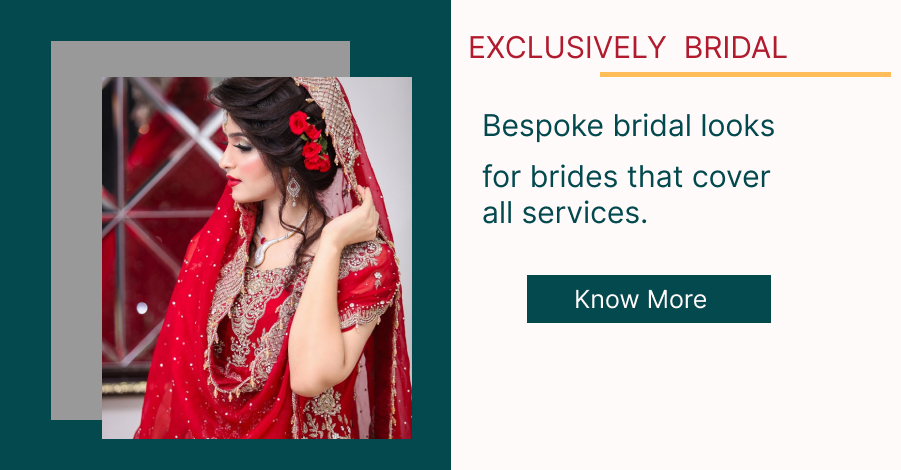 EXCLUSIVELY BRIDAL
Bespoke bridal looks
for brides that cover
all services.
Know More